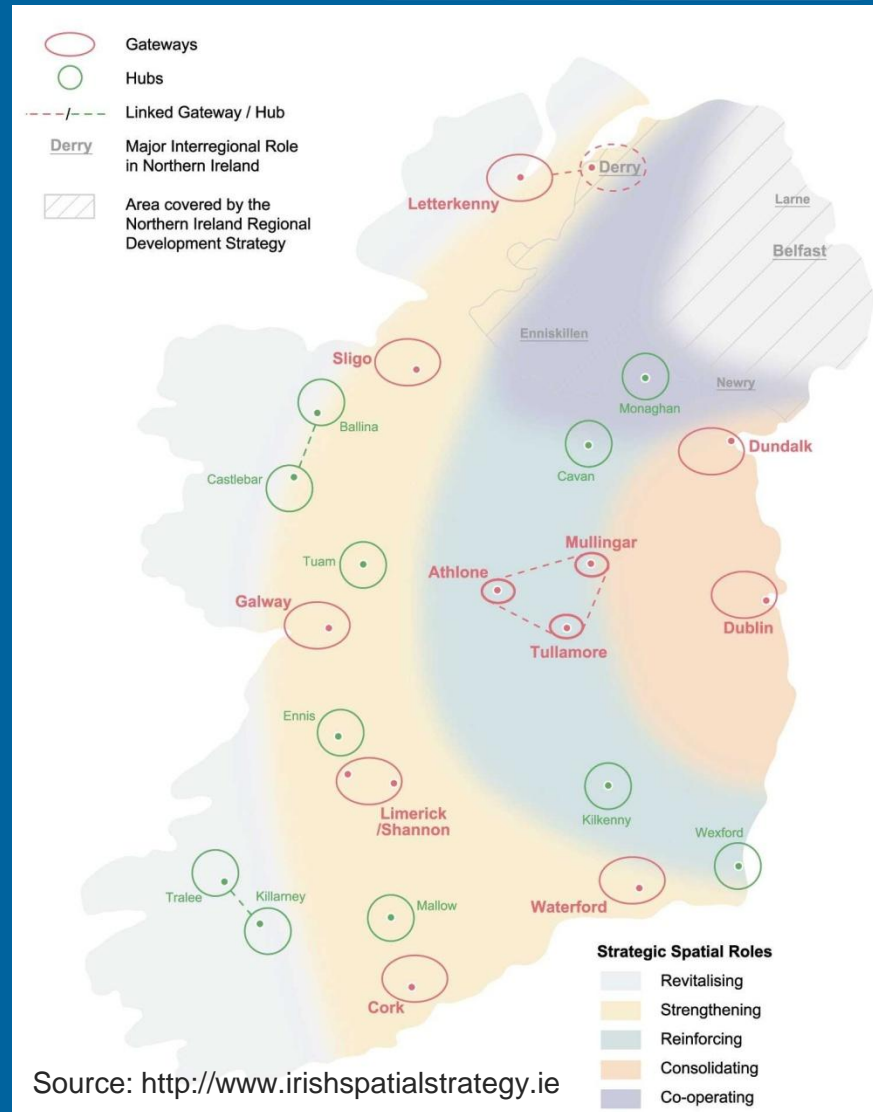 Gateways
Hubs
Linked Gateway / Hub
Derry
Major Interregional Role
in Northern Ireland
Area covered by the
Northern Ireland Regional
Development Strategy
Letterkenny
Derry
Larne
Belfast
Enniskillen
Sligo
Newry
Monaghan
Ballina
Dundalk
Cavan
Castlebar
Mullingar
Tuam
Athlone
Galway
Dublin
Tullamore
Ennis
Limerick
/Shannon
Kilkenny
Wexford
Tralee
Killarney
Mallow
Waterford
Cork
Strategic Spatial Roles
Revitalising
Strengthening
Reinforcing
Consolidating
Co-operating
Source: http://www.irishspatialstrategy.ie